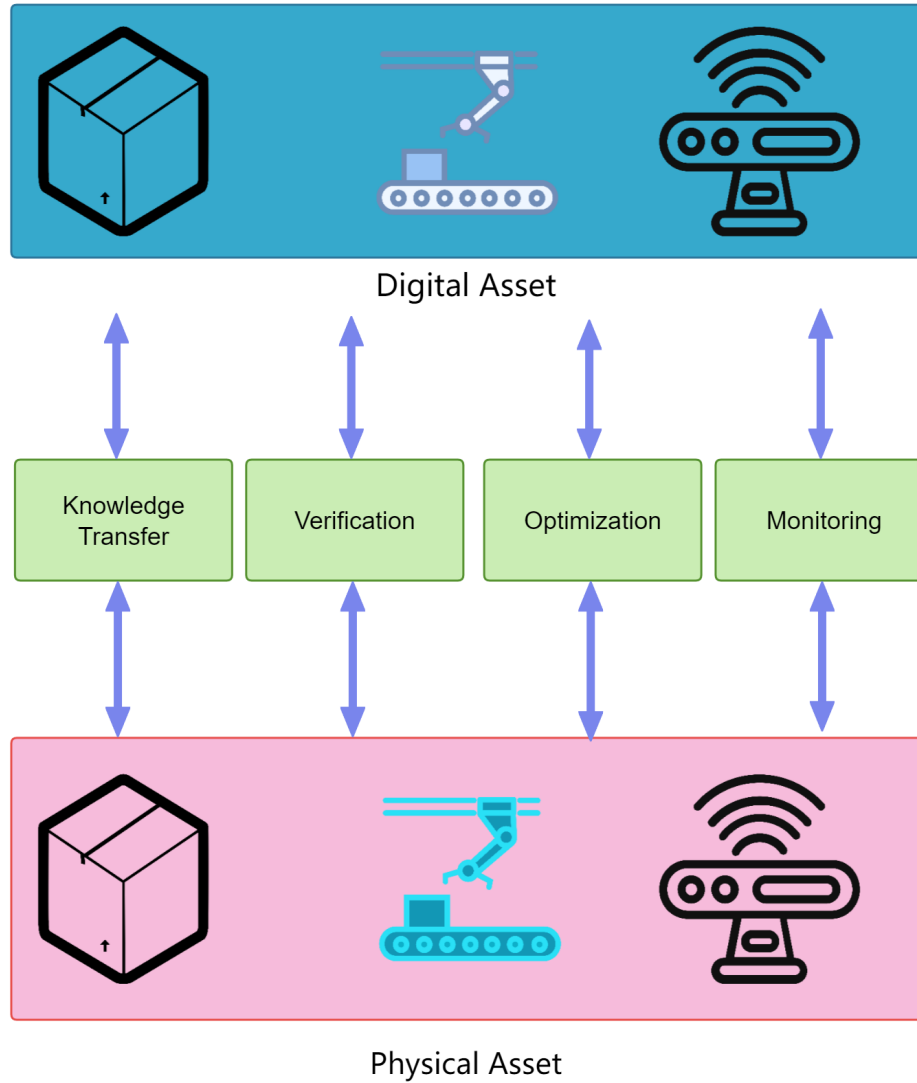 Digital Asset
Knowledge
Transfer
Verification
Optimization
Monitoring
Physical Asset